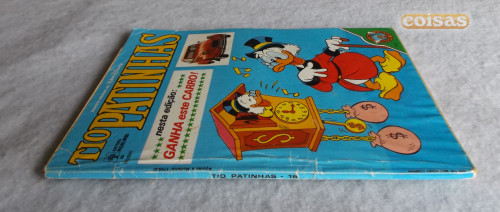 coisas
TIO PATINHAS
nesta edição:
GANHA este CARRO!
$
$
$
TIO PATINHAS - 16